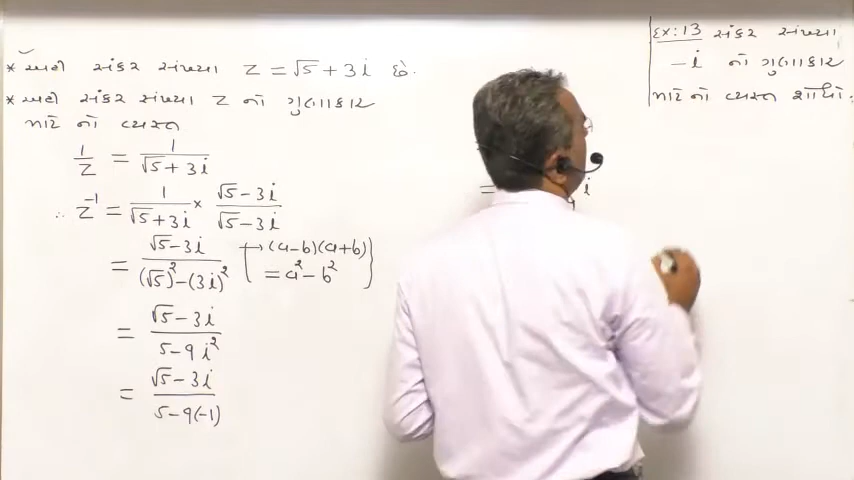 * અહીં સંકર સંખ્યા z = √5 + 3i છે.
* અહીં સંકર સંખ્યા z નો ગુણાકાર
માટે નો વ્યસ્ત
1/z = 1/(√5 + 3i)
∴ z⁻¹ = 1/(√5 + 3i) × (√5 − 3i)/(√5 − 3i)
= (√5 − 3i)/((√5)² − (3i)²) [→ (a−b)(a+b) = a² − b²]
= (√5 − 3i)/(5 − 9i²)
= (√5 − 3i)/(5 − 9(−1))
=
i
Ex:13 સંકર સંખ્યા
−i નો ગુણાકાર
માટે નો વ્યસ્ત શોધો.